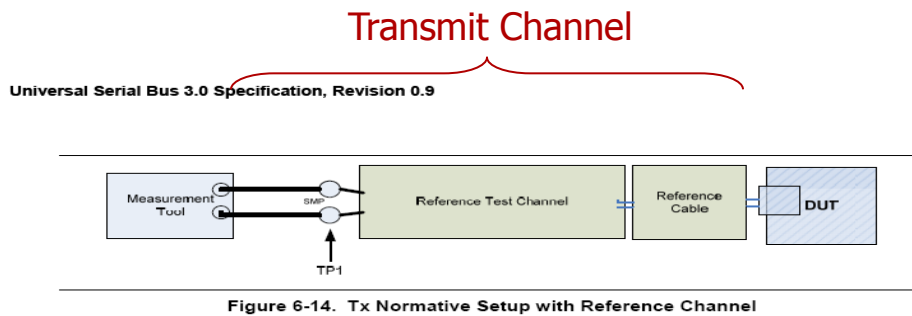 Transmit Channel
Universal Serial Bus 3.0 Specification, Revision 0.9
Measurement
Tool
SMP
Reference Test Channel
Reference
Cable
DUT
TP1
Figure 6-14. Tx Normative Setup with Reference Channel